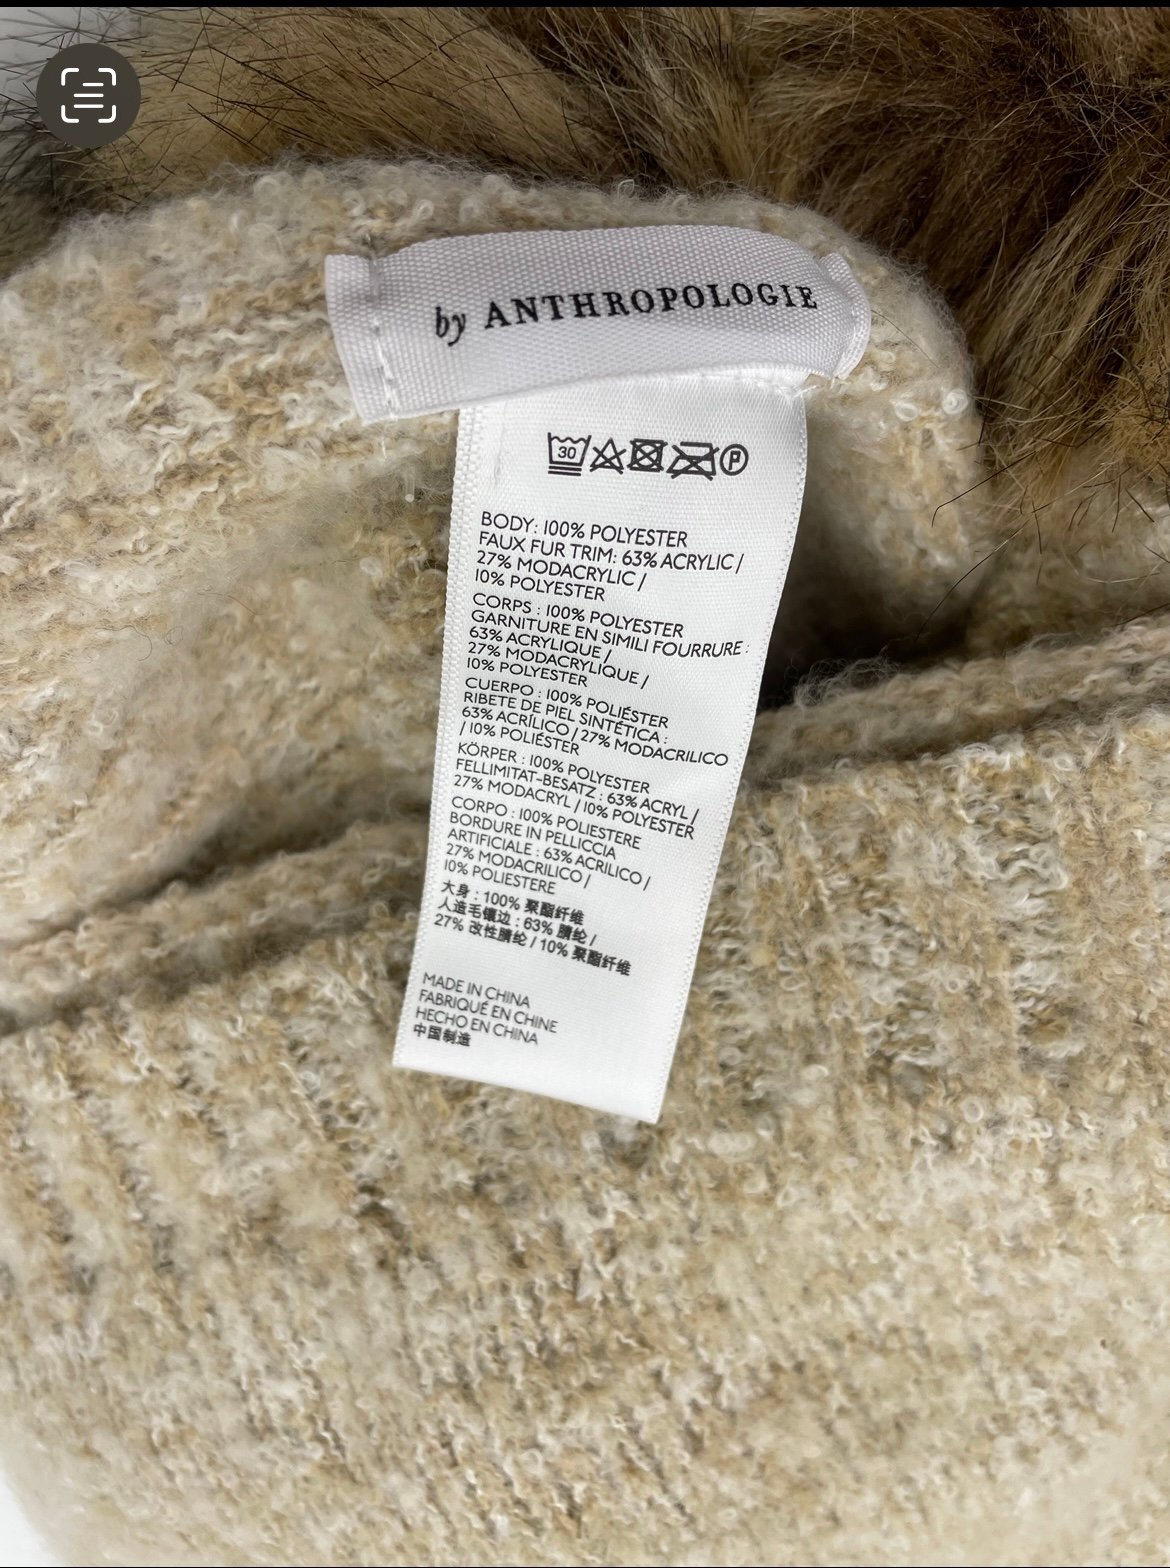 by ANTHROPOLOGIE
30
P
BODY: 100% POLYESTER
FAUX FUR TRIM: 63% ACRYLIC /
27% MODACRYLIC /
10% POLYESTER
CORPS : 100% POLYESTER
GARNITURE EN SIMILI FOURRURE :
63% ACRYLIQUE /
27% MODACRYLIQUE /
10% POLYESTER
CUERPO : 100% POLIÉSTER
RIBETE DE PIEL SINTÉTICA :
63% ACRÍLICO / 27% MODACRILICO
/ 10% POLIÉSTER
KÖRPER : 100% POLYESTER
FELLIMITAT-BESATZ : 63% ACRYL /
27% MODACRYL / 10% POLYESTER
CORPO : 100% POLIESTERE
BORDURE IN PELLICCIA
ARTIFICIALE : 63% ACRILICO /
27% MODACRILICO /
10% POLIESTERE
大身 : 100% 聚酯纤维
人造毛镶边 : 63% 腈纶 /
27% 改性腈纶 / 10% 聚酯纤维
MADE IN CHINA
FABRIQUÉ EN CHINE
HECHO EN CHINA
中国制造